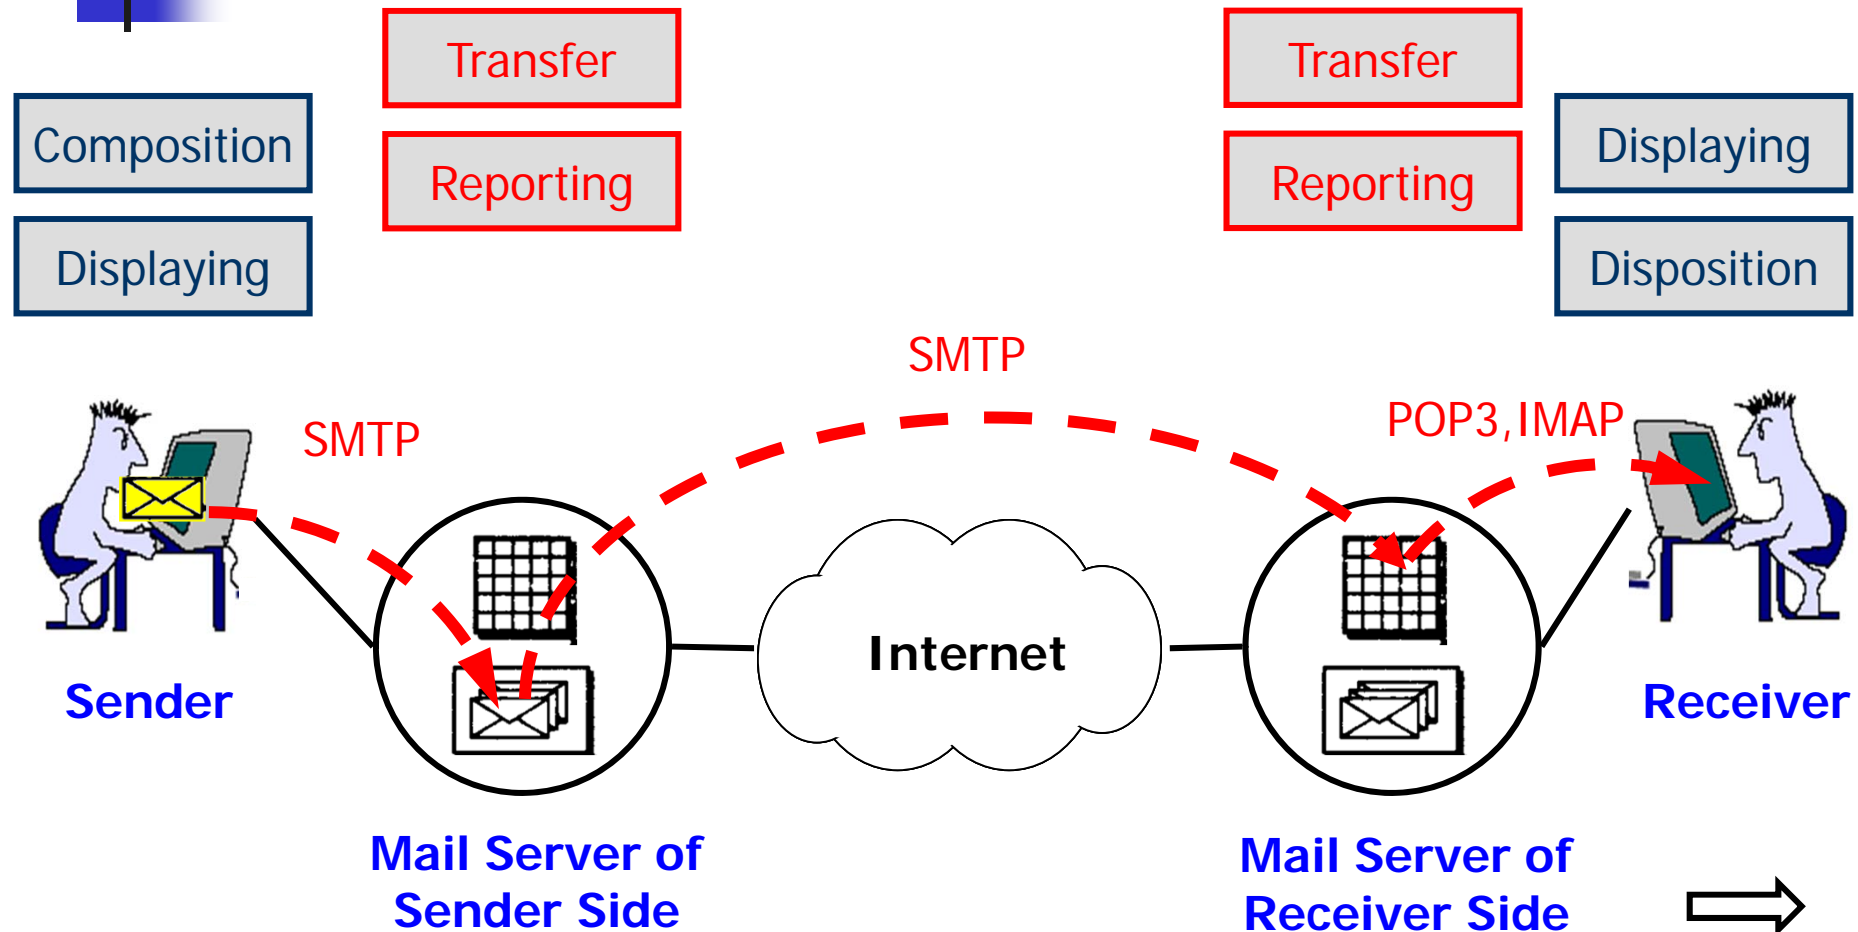 Transfer
Transfer
Composition
Displaying
Reporting
Reporting
Displaying
Disposition
SMTP
SMTP
POP3,IMAP
Internet
Sender
Receiver
Mail Server of
Sender Side
Mail Server of
Receiver Side